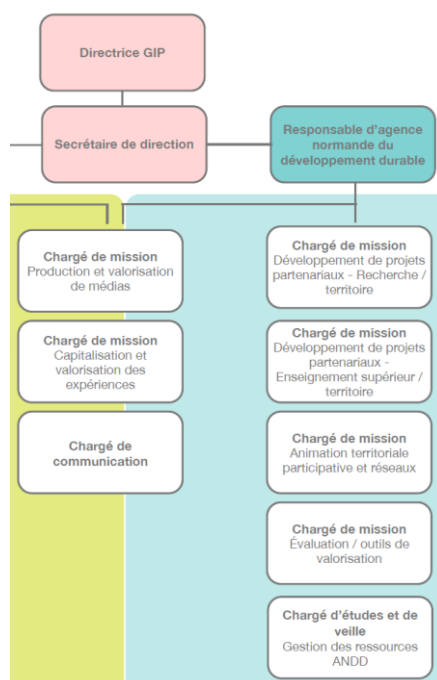 Directrice GIP
Secrétaire de direction
Responsable d'agence
normande du
développement durable
Chargé de mission
Production et valorisation
de médias
Chargé de mission
Capitalisation et
valorisation des
expériences
Chargé de
communication
Chargé de mission
Développement de projets
partenariaux - Recherche /
territoire
Chargé de mission
Développement de projets
partenariaux -
Enseignement supérieur /
territoire
Chargé de mission
Animation territoriale
participative et réseaux
Chargé de mission
Évaluation / outils de
valorisation
Chargé d'études et de
veille
Gestion des ressources
ANDD